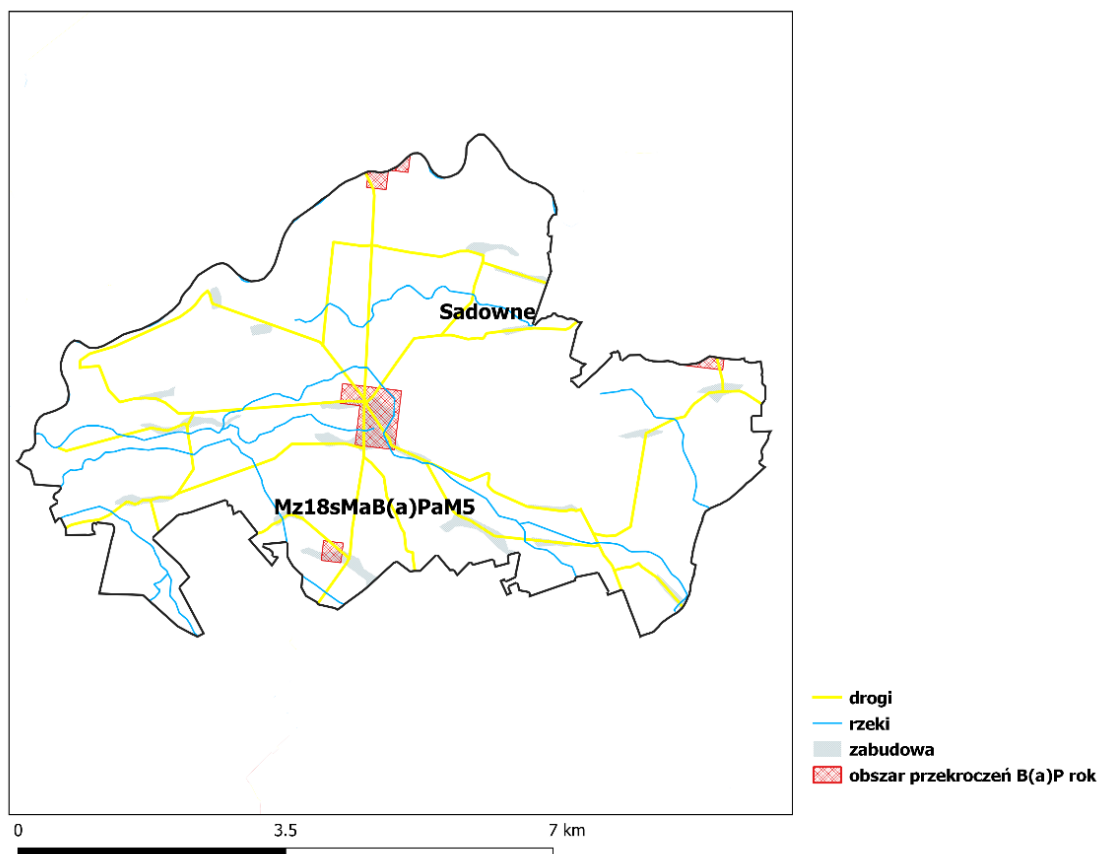 Sadowne
Mz18sMaB(a)PaM5
drogi
rzeki
zabudowa
obszar przekroczeń B(a)P rok
0 3.5 7 km